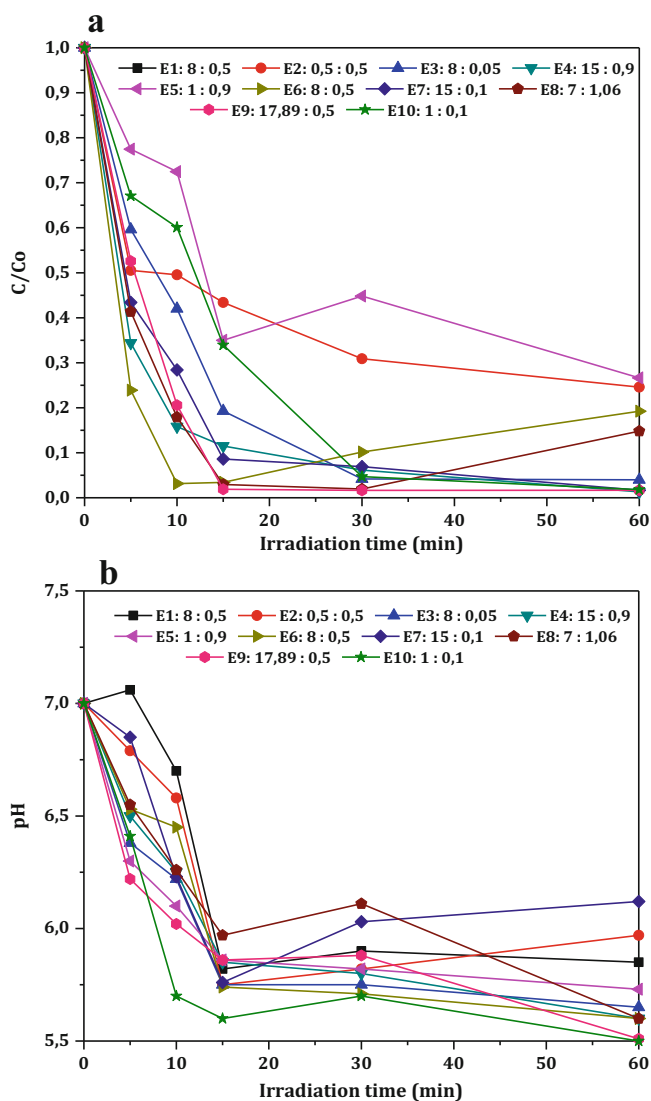 a
1,0
0,9
0,8
0,7
0,6
0,5
0,4
0,3
0,2
0,1
0,0
C/Co
E1: 8 : 0,5 E2: 0,5 : 0,5 E3: 8 : 0,05 E4: 15 : 0,9
E5: 1 : 0,9 E6: 8 : 0,5 E7: 15 : 0,1 E8: 7 : 1,06
E9: 17,89 : 0,5 E10: 1 : 0,1
0 10 20 30 40 50 60
Irradiation time (min)
b
7,5
7,0
6,5
6,0
5,5
pH
E1: 8 : 0,5 E2: 0,5 : 0,5 E3: 8 : 0,05 E4: 15 : 0,9
E5: 1 : 0,9 E6: 8 : 0,5 E7: 15 : 0,1 E8: 7 : 1,06
E9: 17,89 : 0,5 E10: 1 : 0,1
0 10 20 30 40 50 60
Irradiation time (min)